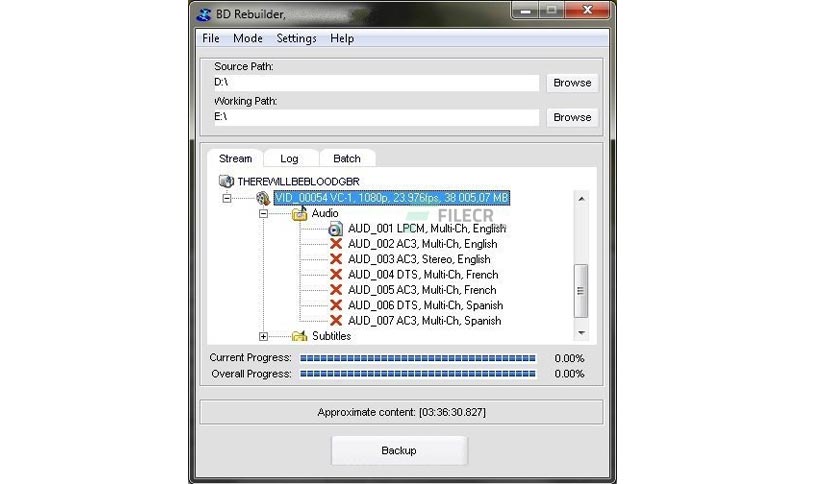 BD Rebuilder,
File Mode Settings Help
Source Path:
D:\
Browse
Working Path:
E:\
Browse
Stream Log Batch
THEREWILLBEBLOODGBR
VID_00054 VC-1, 1080p, 23.976fps, 38 005,07 MB
Audio
FILECR
AUD_001 LPCM, Multi-Ch, English
AUD_002 AC3, Multi-Ch, English
AUD_003 AC3, Stereo, English
AUD_004 DTS, Multi-Ch, French
AUD_005 AC3, Multi-Ch, French
AUD_006 DTS, Multi-Ch, Spanish
AUD_007 AC3, Multi-Ch, Spanish
Subtitles
Current Progress: 0.00%
Overall Progress: 0.00%
Approximate content: [03:36:30.827]
Backup